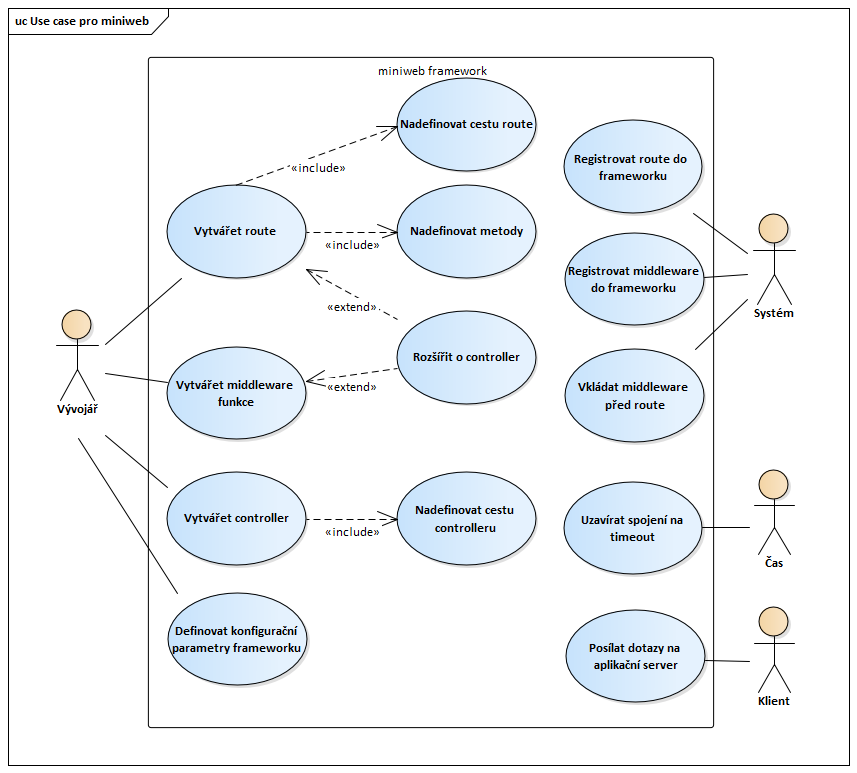 uc Use case pro miniweb
miniweb framework
Nadefinovat cestu route
«include»
Vytvářet route
Nadefinovat metody
«include»
«extend»
Rozšířit o controller
Vytvářet middleware
funkce
«extend»
Vývojář
Vytvářet controller
Nadefinovat cestu
controlleru
«include»
Definovat konfigurační
parametry frameworku
Registrovat route do
frameworku
Registrovat middleware
do frameworku
Systém
Vkládat middleware
před route
Uzavírat spojení na
timeout
Čas
Posílat dotazy na
aplikační server
Klient